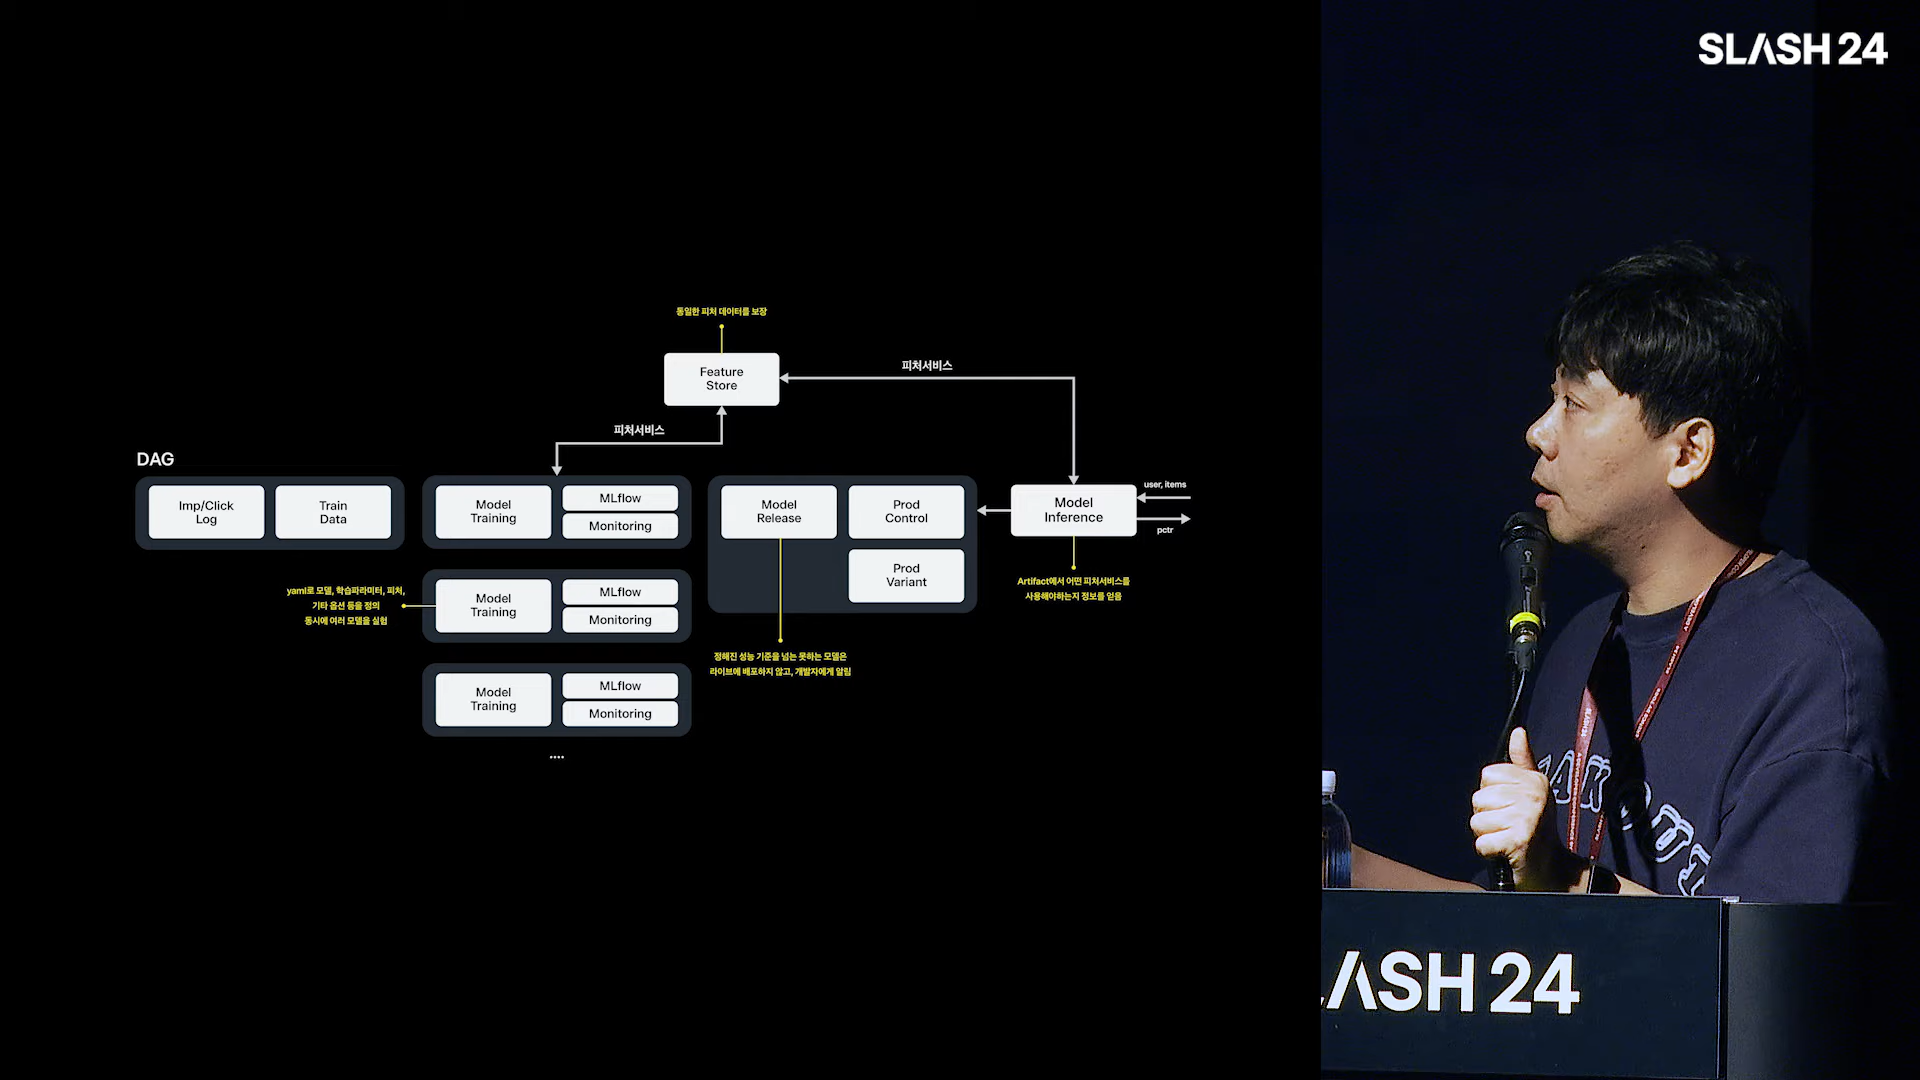 SLASH 24
동일한 피처 데이터를 보장
Feature
Store
피처서비스
피처서비스
DAG
Imp/Click
Log
Train
Data
Model
Training
MLflow
Monitoring
Model
Release
Prod
Control
Prod
Variant
Model
Inference
user, items
pctr
yaml로 모델, 학습파라미터, 피처,
기타 옵션 등을 정의
동시에 여러 모델을 실험
Model
Training
MLflow
Monitoring
Artifact에서 어떤 피처서비스를
사용해야하는지 정보를 얻음
정해진 성능 기준을 넘는 못하는 모델은
라이브에 배포하지 않고, 개발자에게 알림
Model
Training
MLflow
Monitoring
....
SLASH 24